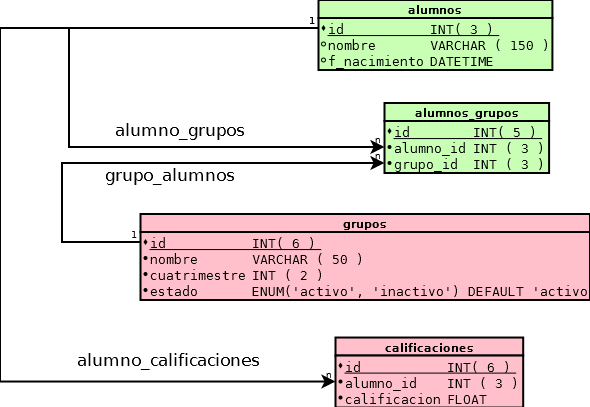 alumnos
1
id INT( 3 )
nombre VARCHAR ( 150 )
f_nacimiento DATETIME
alumnos_grupos
id INT( 5 )
alumno_grupos
n
alumno_id INT ( 3 )
n
grupo_id INT ( 3 )
grupo_alumnos
grupos
1
id INT( 6 )
nombre VARCHAR ( 50 )
cuatrimestre INT ( 2 )
estado ENUM('activo', 'inactivo') DEFAULT 'activo
calificaciones
alumno_calificaciones
id INT( 6 )
n
alumno_id INT ( 3 )
calificacion FLOAT